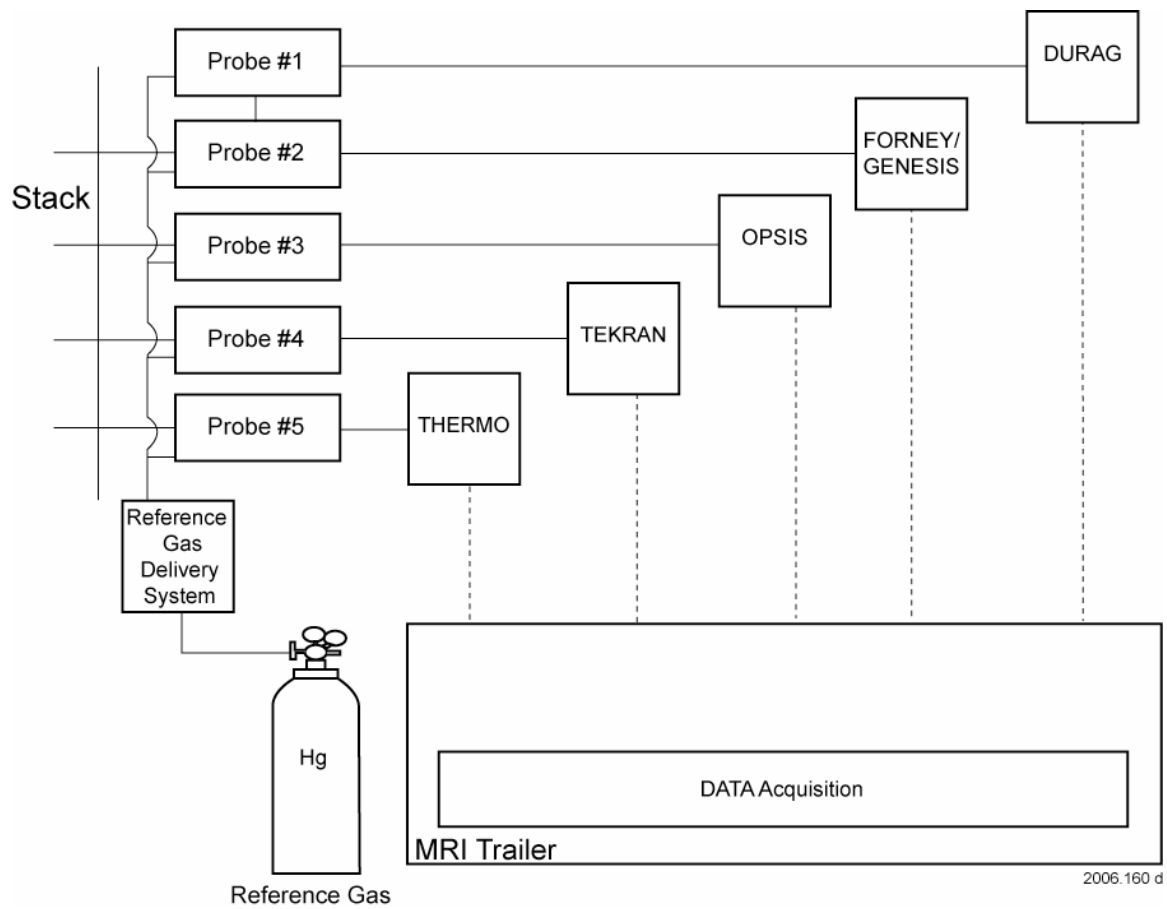 Probe #1
DURAG
Probe #2
FORNEY/
GENESIS
Stack
Probe #3
OPSIS
Probe #4
TEKRAN
Probe #5
THERMO
Reference
Gas
Delivery
System
Hg
DATA Acquisition
MRI Trailer
2006.160 d
Reference Gas